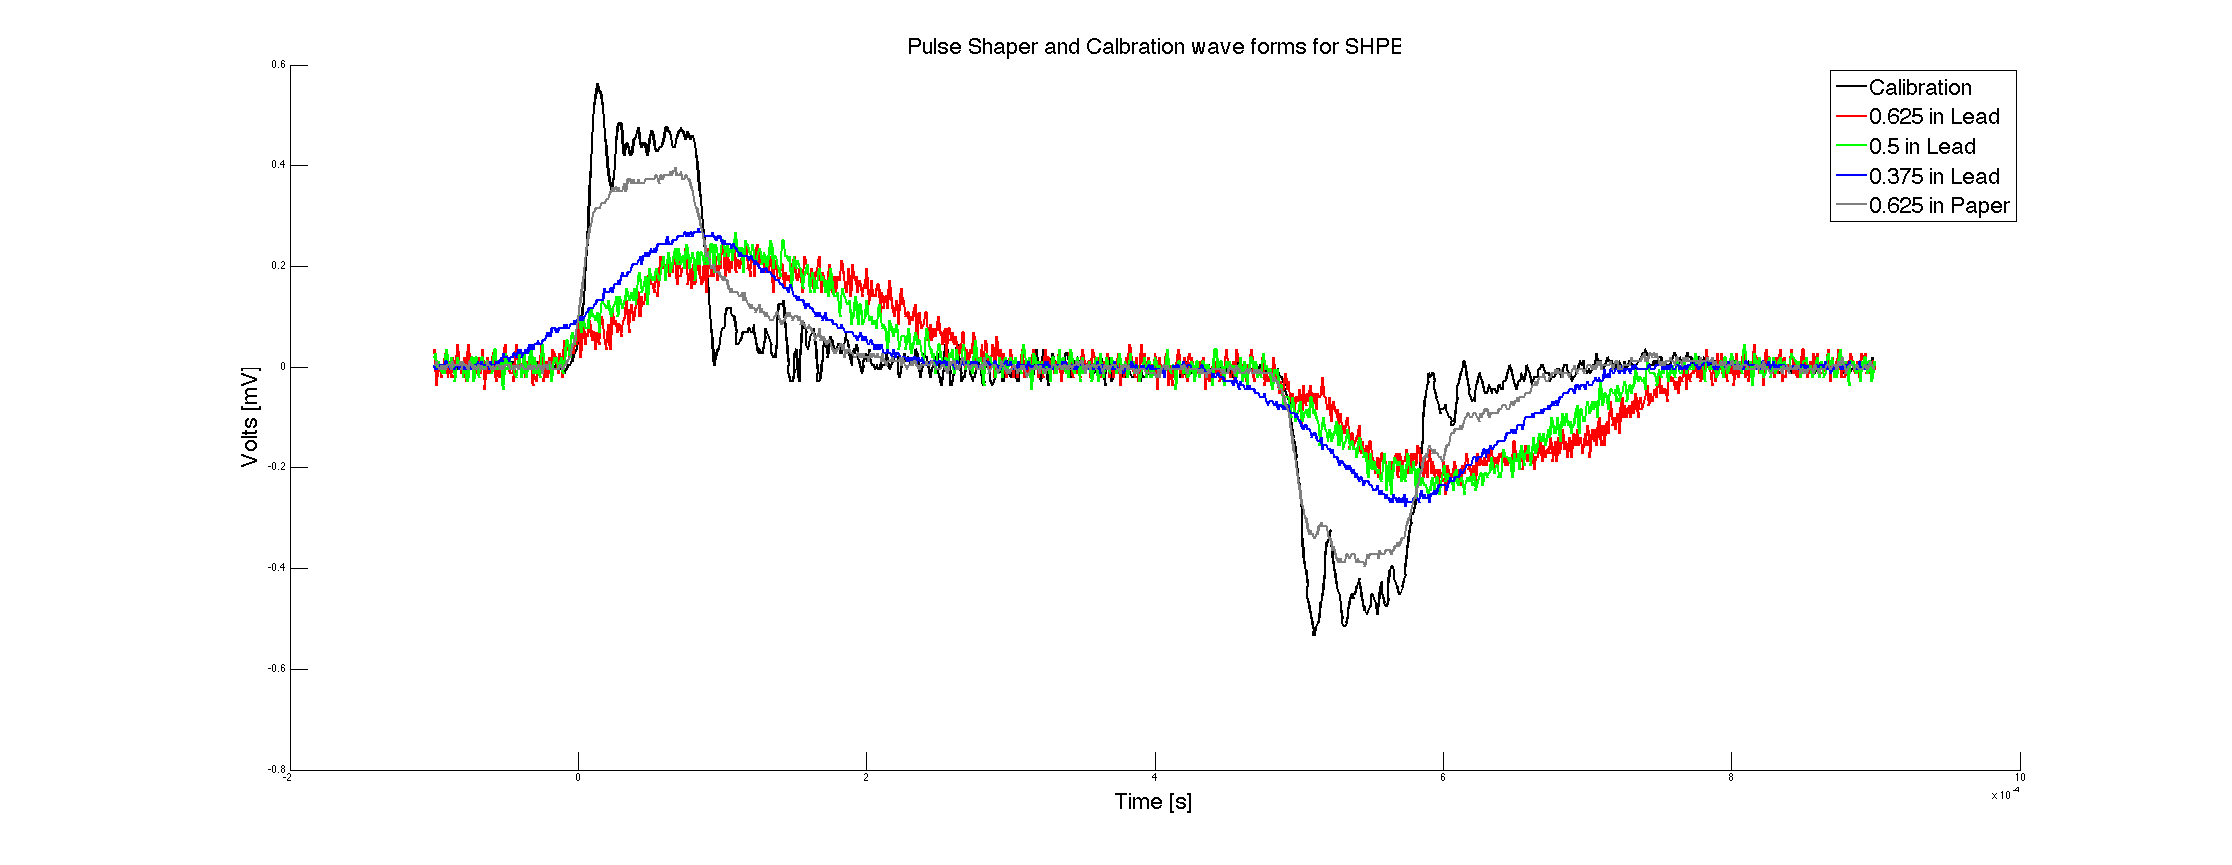 Pulse Shaper and Calbration wave forms for SHPB
0.6
0.4
0.2
0
-0.2
-0.4
-0.6
-0.8
Volts [mV]
Calibration
0.625 in Lead
0.5 in Lead
0.375 in Lead
0.625 in Paper
-2
0
2
4
6
8
10
x 10⁻⁴
Time [s]